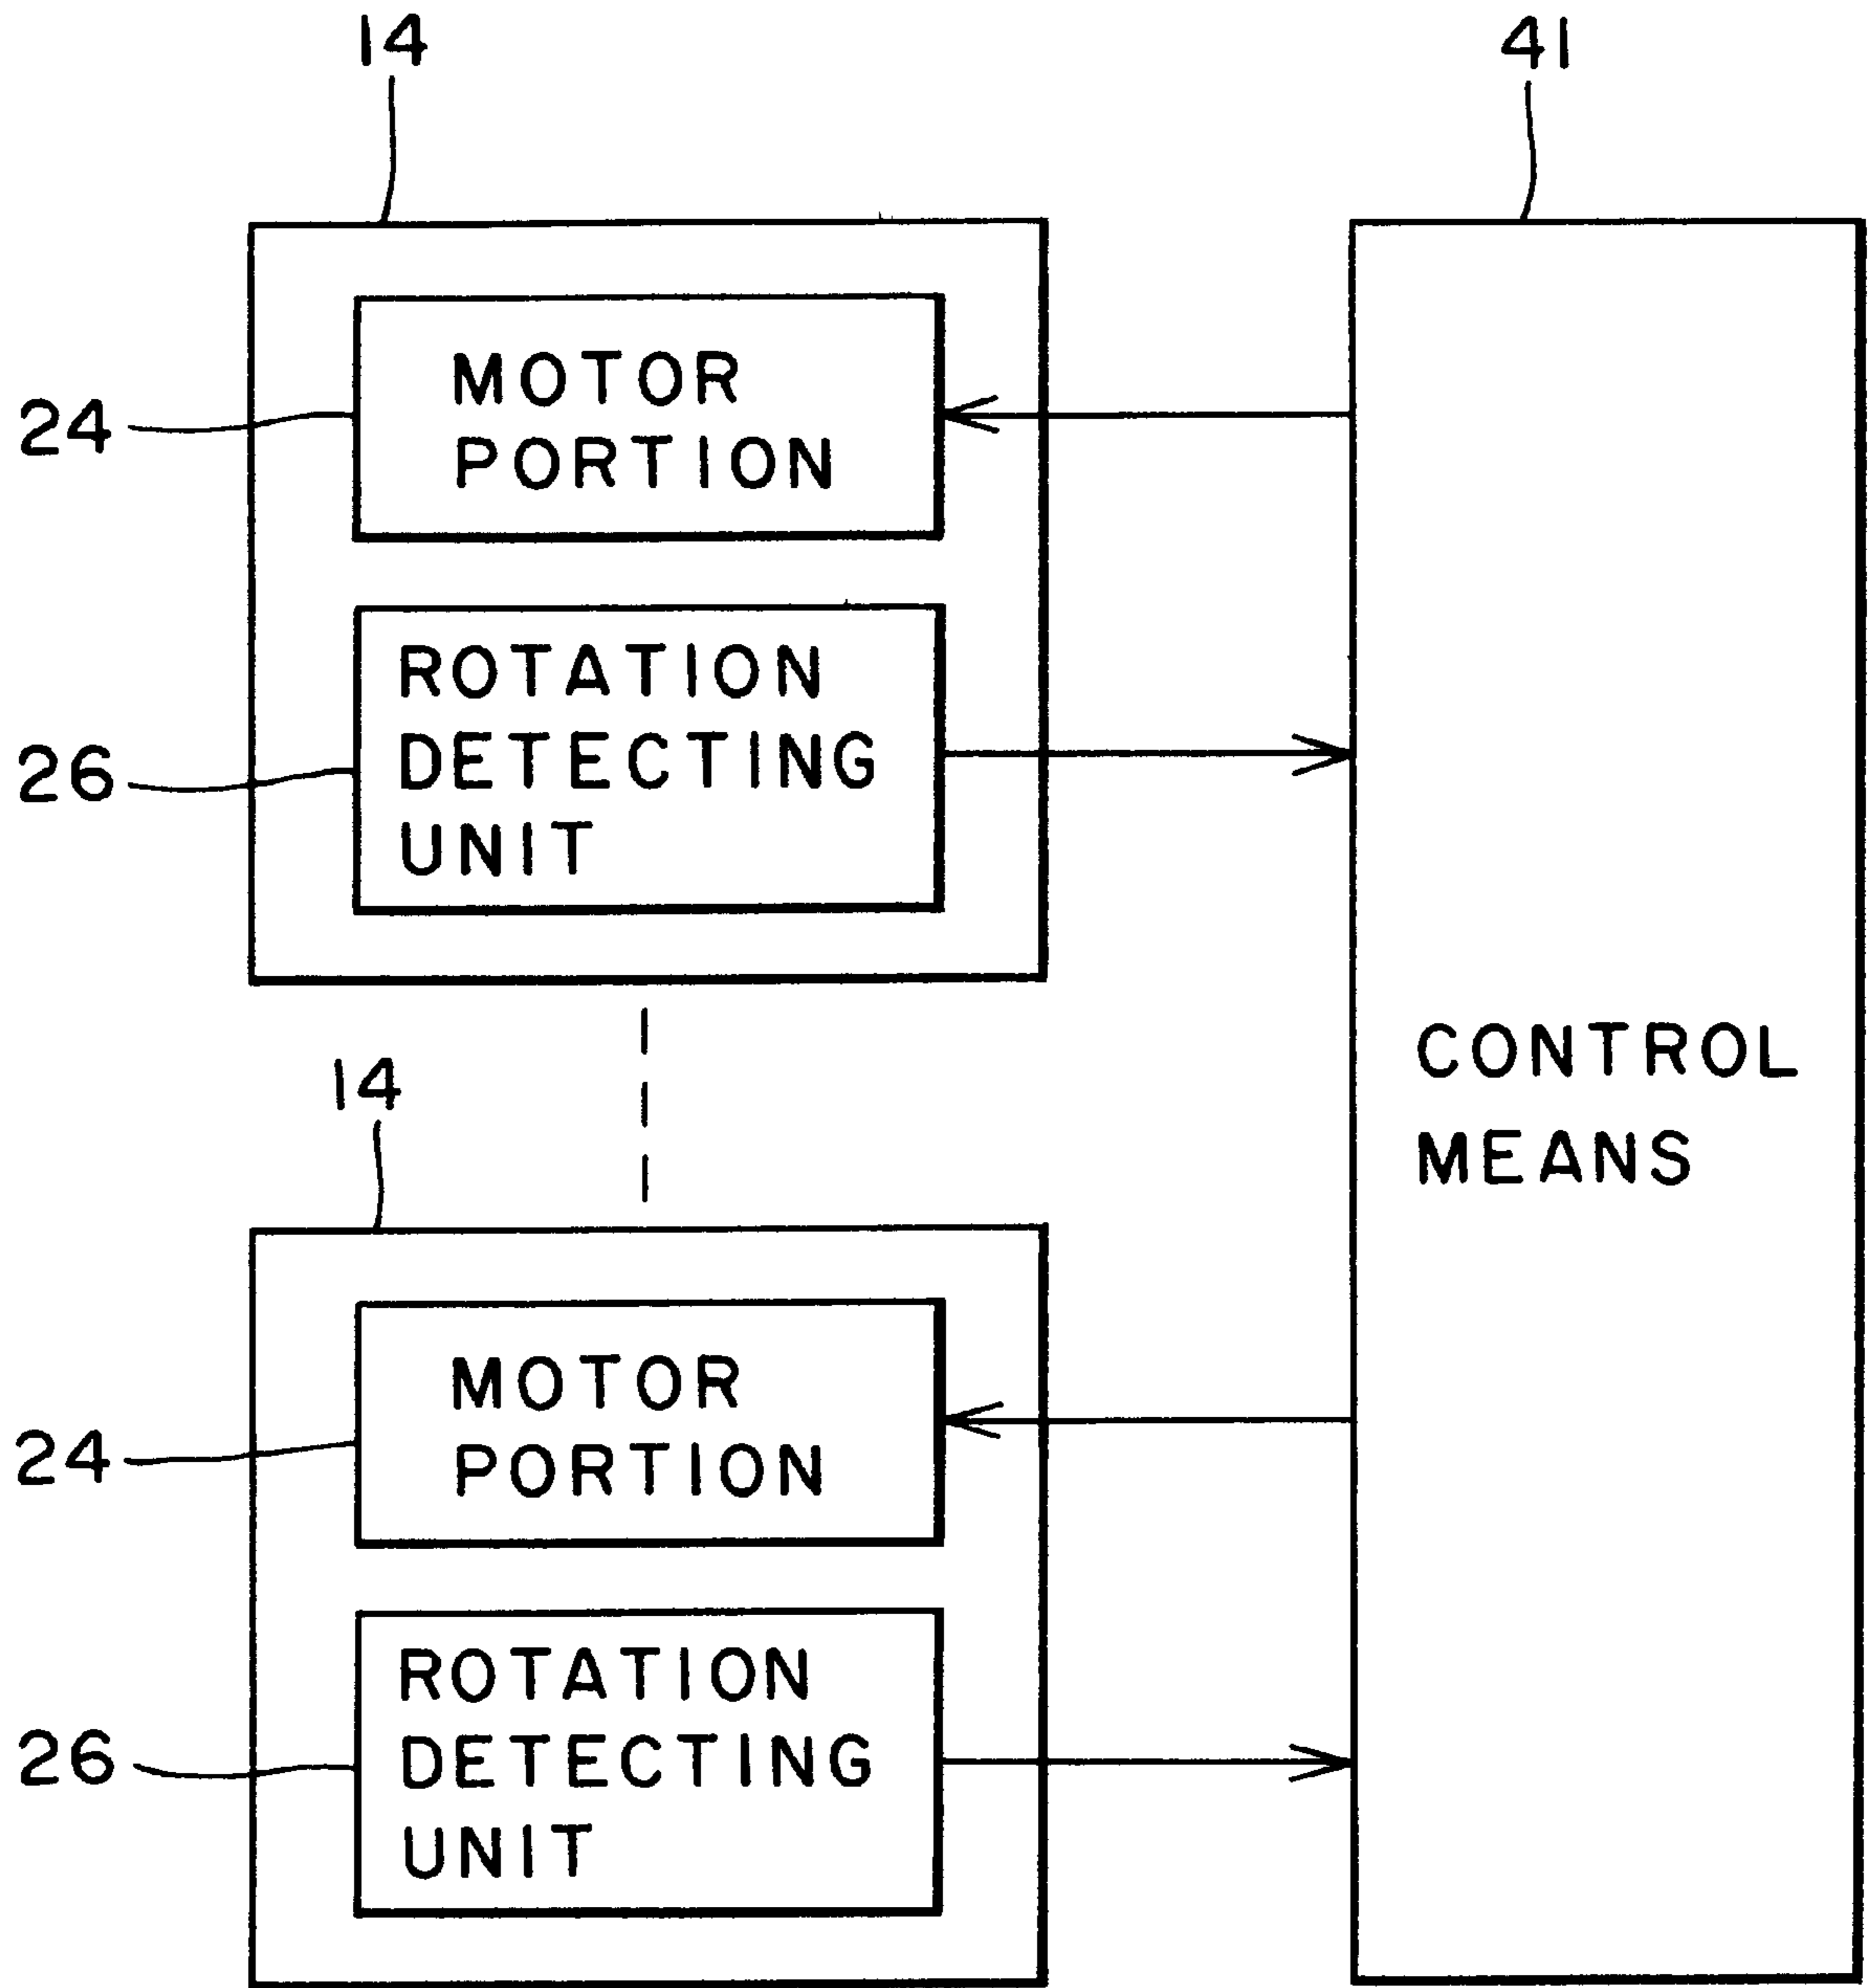 14
41
24
MOTOR
PORTION
26
ROTATION
DETECTING
UNIT
14
CONTROL
MEANS
24
MOTOR
PORTION
26
ROTATION
DETECTING
UNIT